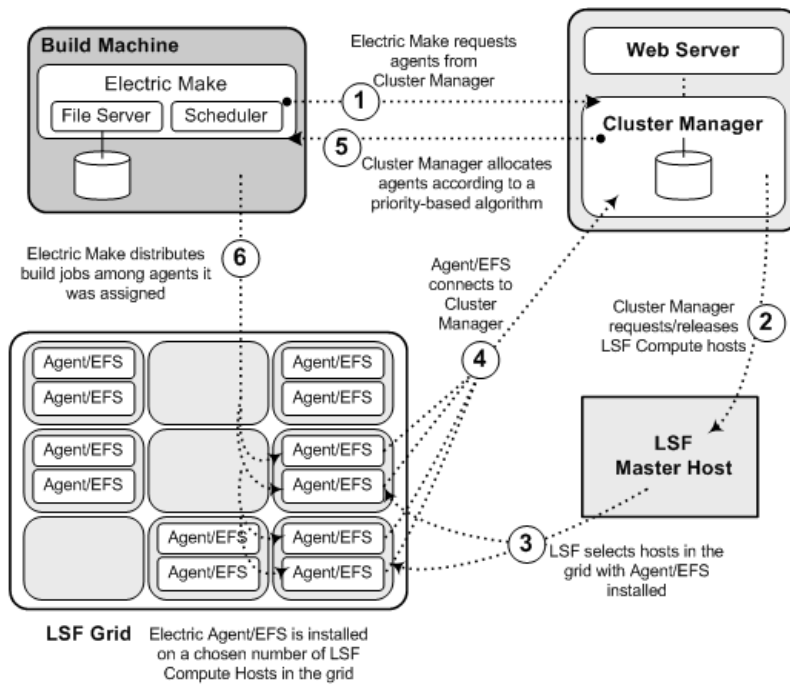 Build Machine
Electric Make
File Server
Scheduler
Electric Make requests
agents from
Cluster Manager
1
5
Cluster Manager allocates
agents according to a
priority-based algorithm
Web Server
Cluster Manager
6
Electric Make distributes
build jobs among agents it
was assigned
Agent/EFS
connects to
Cluster
Manager
4
Cluster Manager
requests/releases
LSF Compute hosts
2
Agent/EFS
Agent/EFS
Agent/EFS
Agent/EFS
Agent/EFS
Agent/EFS
Agent/EFS
Agent/EFS
Agent/EFS
Agent/EFS
Agent/EFS
Agent/EFS
LSF
Master Host
3
LSF selects hosts in the
grid with Agent/EFS
installed
LSF Grid
Electric Agent/EFS is installed
on a chosen number of LSF
Compute Hosts in the grid